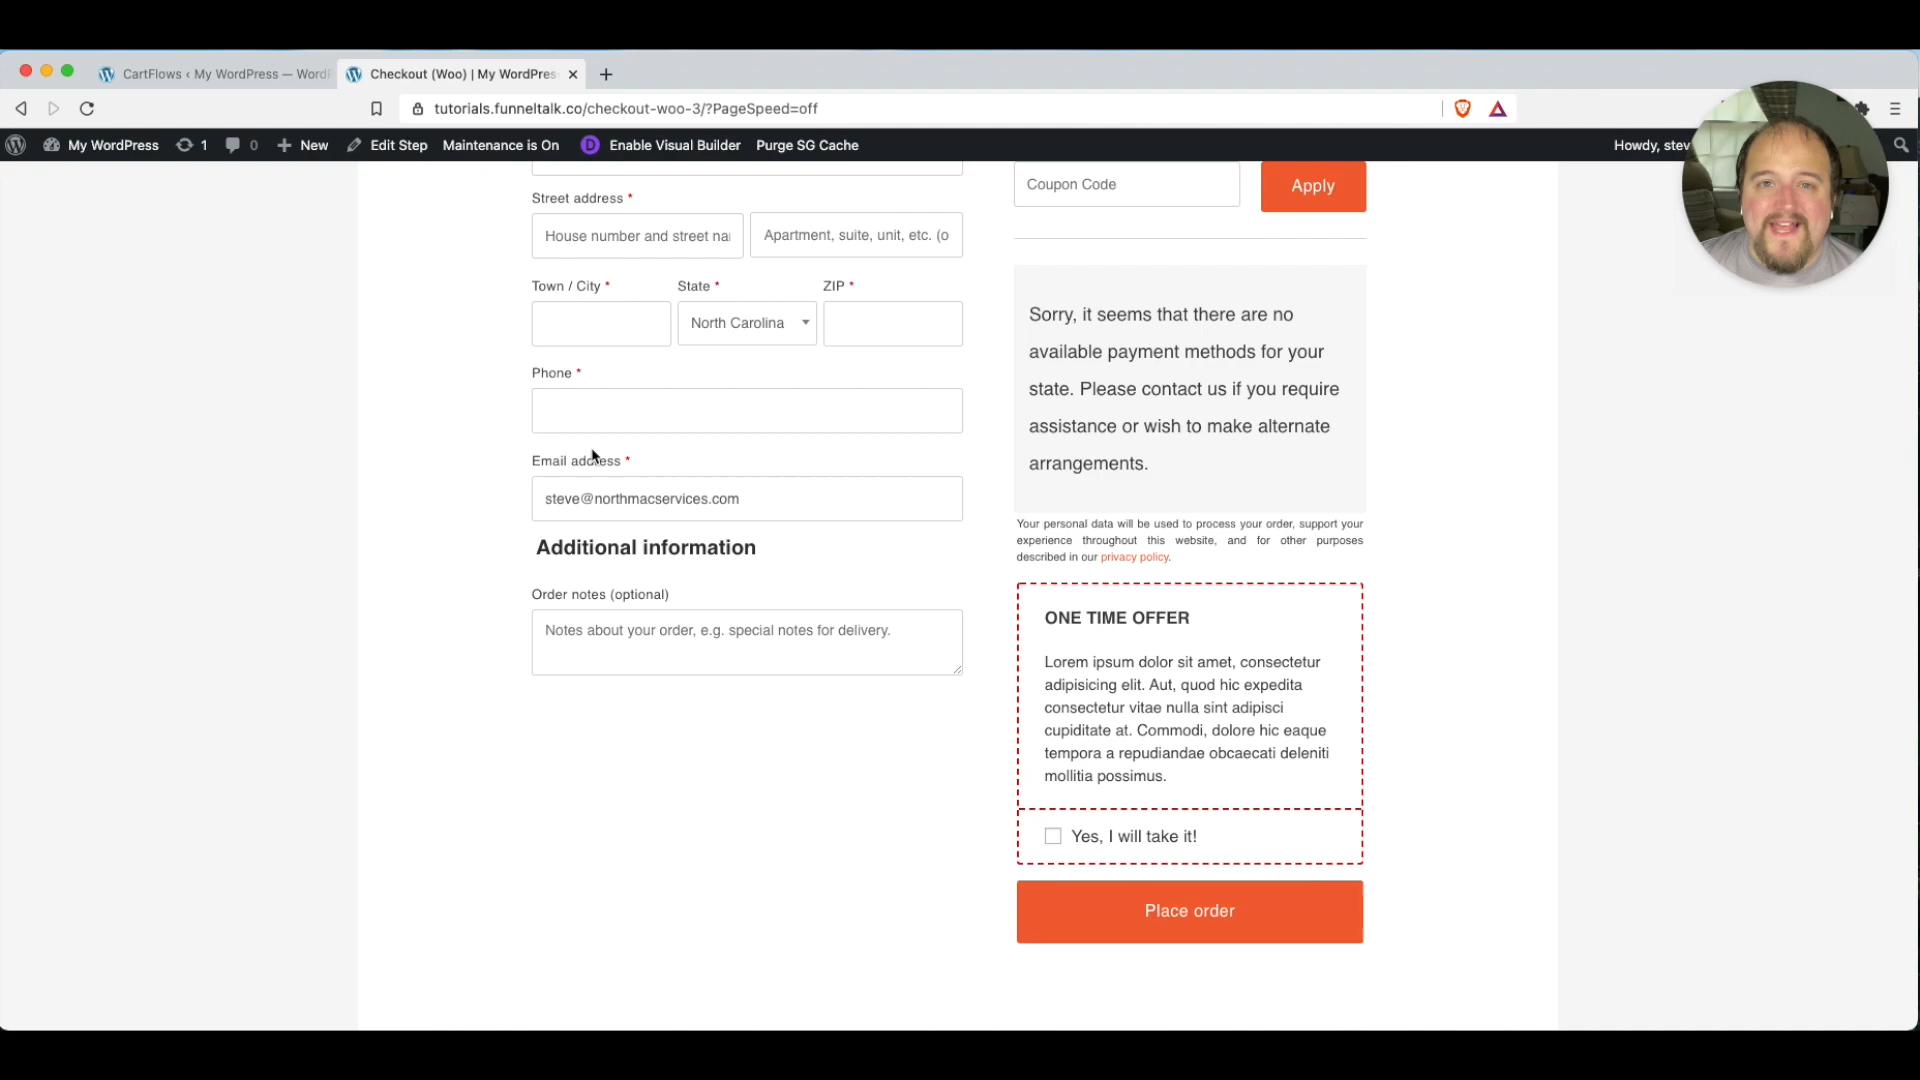 CartFlows ‹ My WordPress — Word
Checkout (Woo) | My WordPres
tutorials.funneltalk.co/checkout-woo-3/?PageSpeed=off
My WordPress
1
0
New
Edit Step
Maintenance is On
D
Enable Visual Builder
Purge SG Cache
Howdy, stev
Street address *
House number and street na
Apartment, suite, unit, etc. (o
Town / City *
State *
ZIP *
North Carolina
Phone *
Email address *
steve@northmacservices.com
Additional information
Order notes (optional)
Notes about your order, e.g. special notes for delivery.
Coupon Code
Apply
Sorry, it seems that there are no
available payment methods for your
state. Please contact us if you require
assistance or wish to make alternate
arrangements.
Your personal data will be used to process your order, support your
experience throughout this website, and for other purposes
described in our privacy policy.
ONE TIME OFFER
Lorem ipsum dolor sit amet, consectetur
adipisicing elit. Aut, quod hic expedita
consectetur vitae nulla sint adipisci
cupiditate at. Commodi, dolore hic eaque
tempora a repudiandae obcaecati deleniti
mollitia possimus.
Yes, I will take it!
Place order